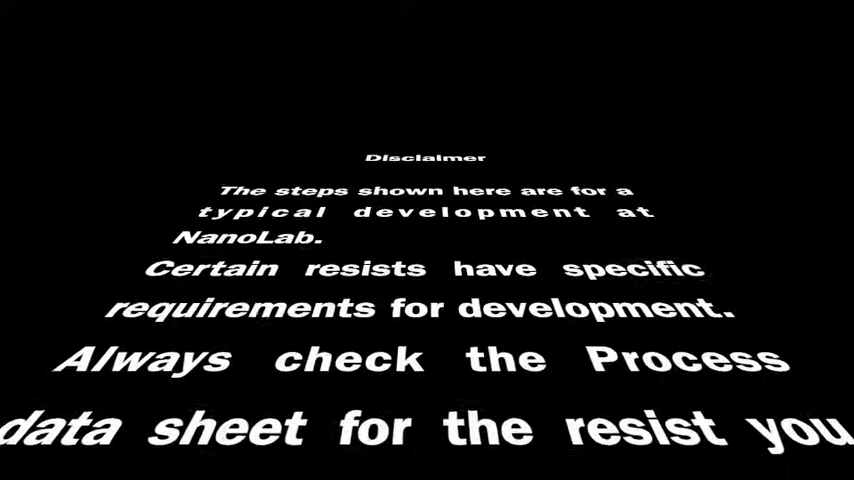 Disclaimer
The steps shown here are for a
typical development at
NanoLab.
Certain resists have specific
requirements for development.
Always check the Process
data sheet for the resist you